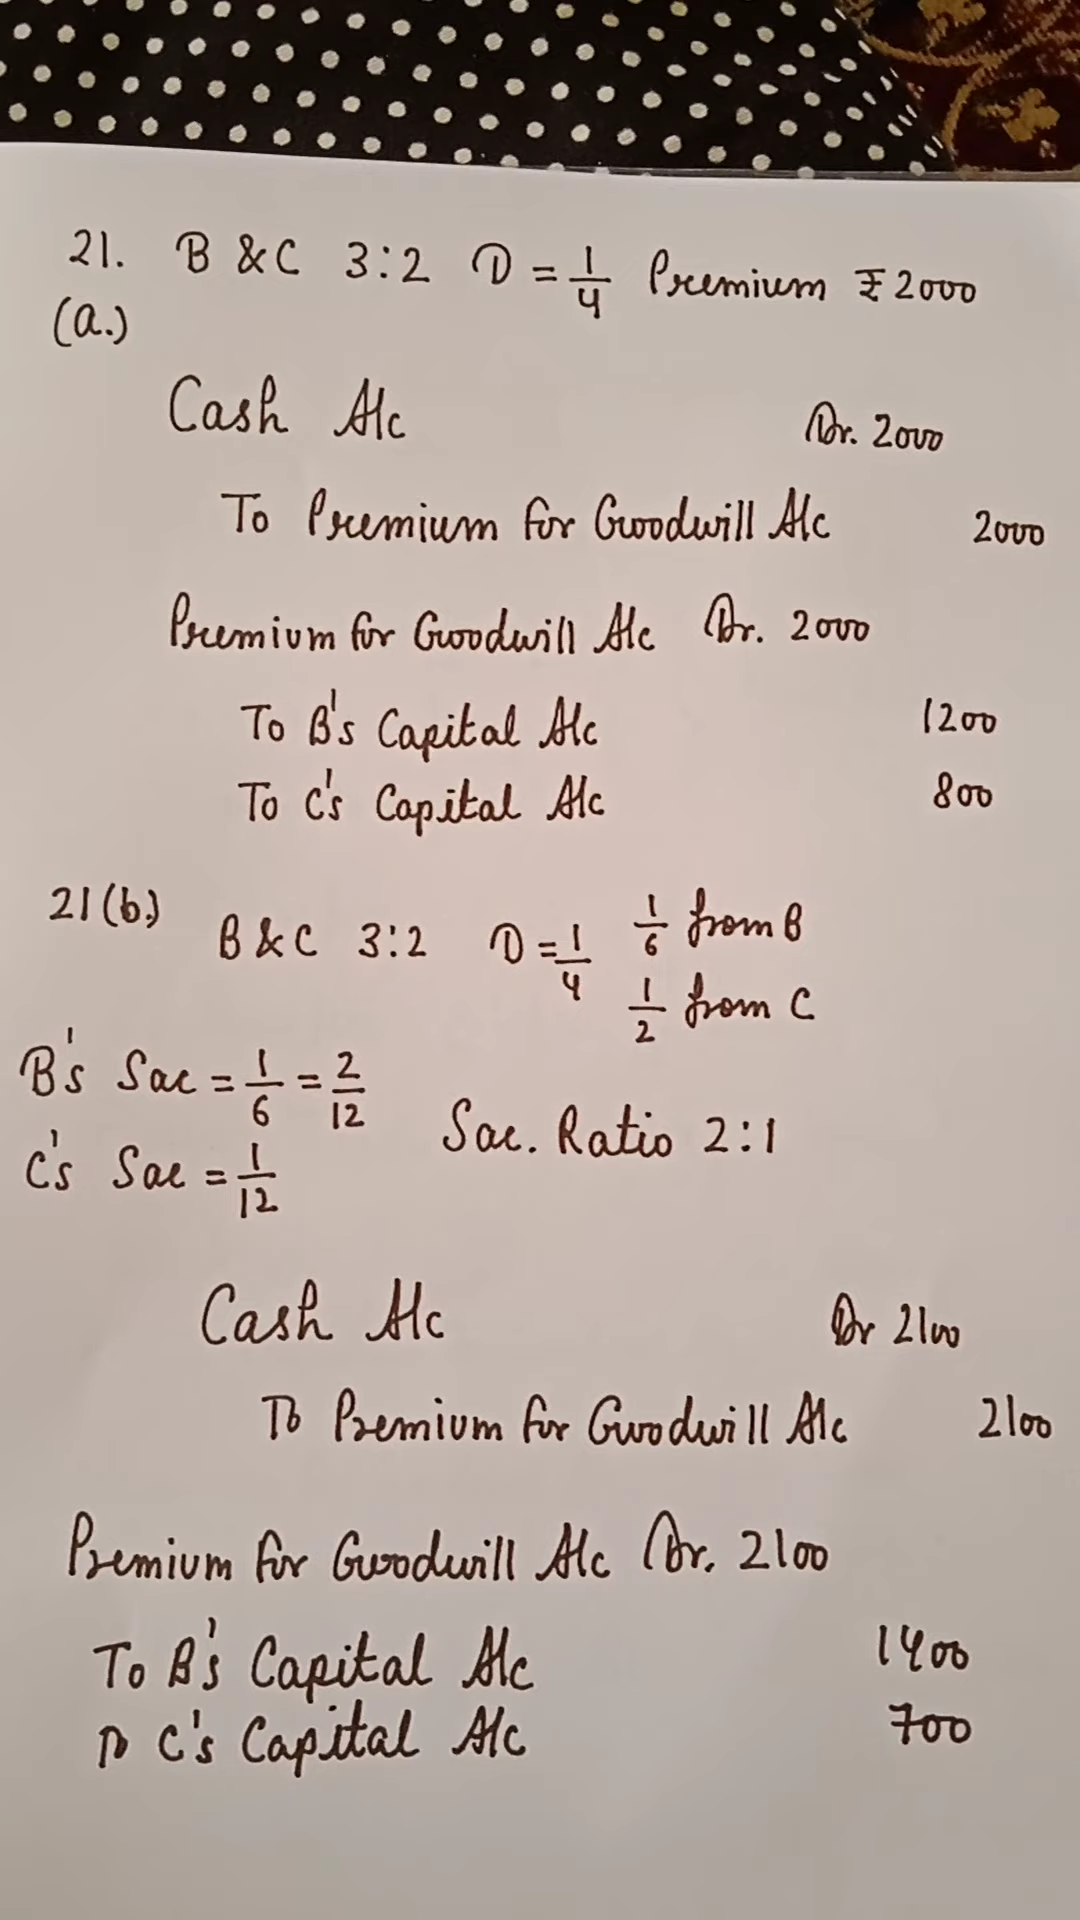 21. B & C 3:2 D = 1/4 Premium ₹ 2000
(a.)
Cash A/c Dr. 2000
To Premium for Goodwill A/c 2000
Premium for Goodwill A/c Dr. 2000
To B's Capital A/c 1200
To C's Capital A/c 800
21(b.)
B & C 3:2 D = 1/4 1/6 from B
1/2 from C
B's Sac = 1/6 = 2/12
C's Sac = 1/12
Sac. Ratio 2:1
Cash A/c Dr 2100
To Premium for Goodwill A/c 2100
Premium for Goodwill A/c Dr. 2100
To B's Capital A/c 1400
To C's Capital A/c 700